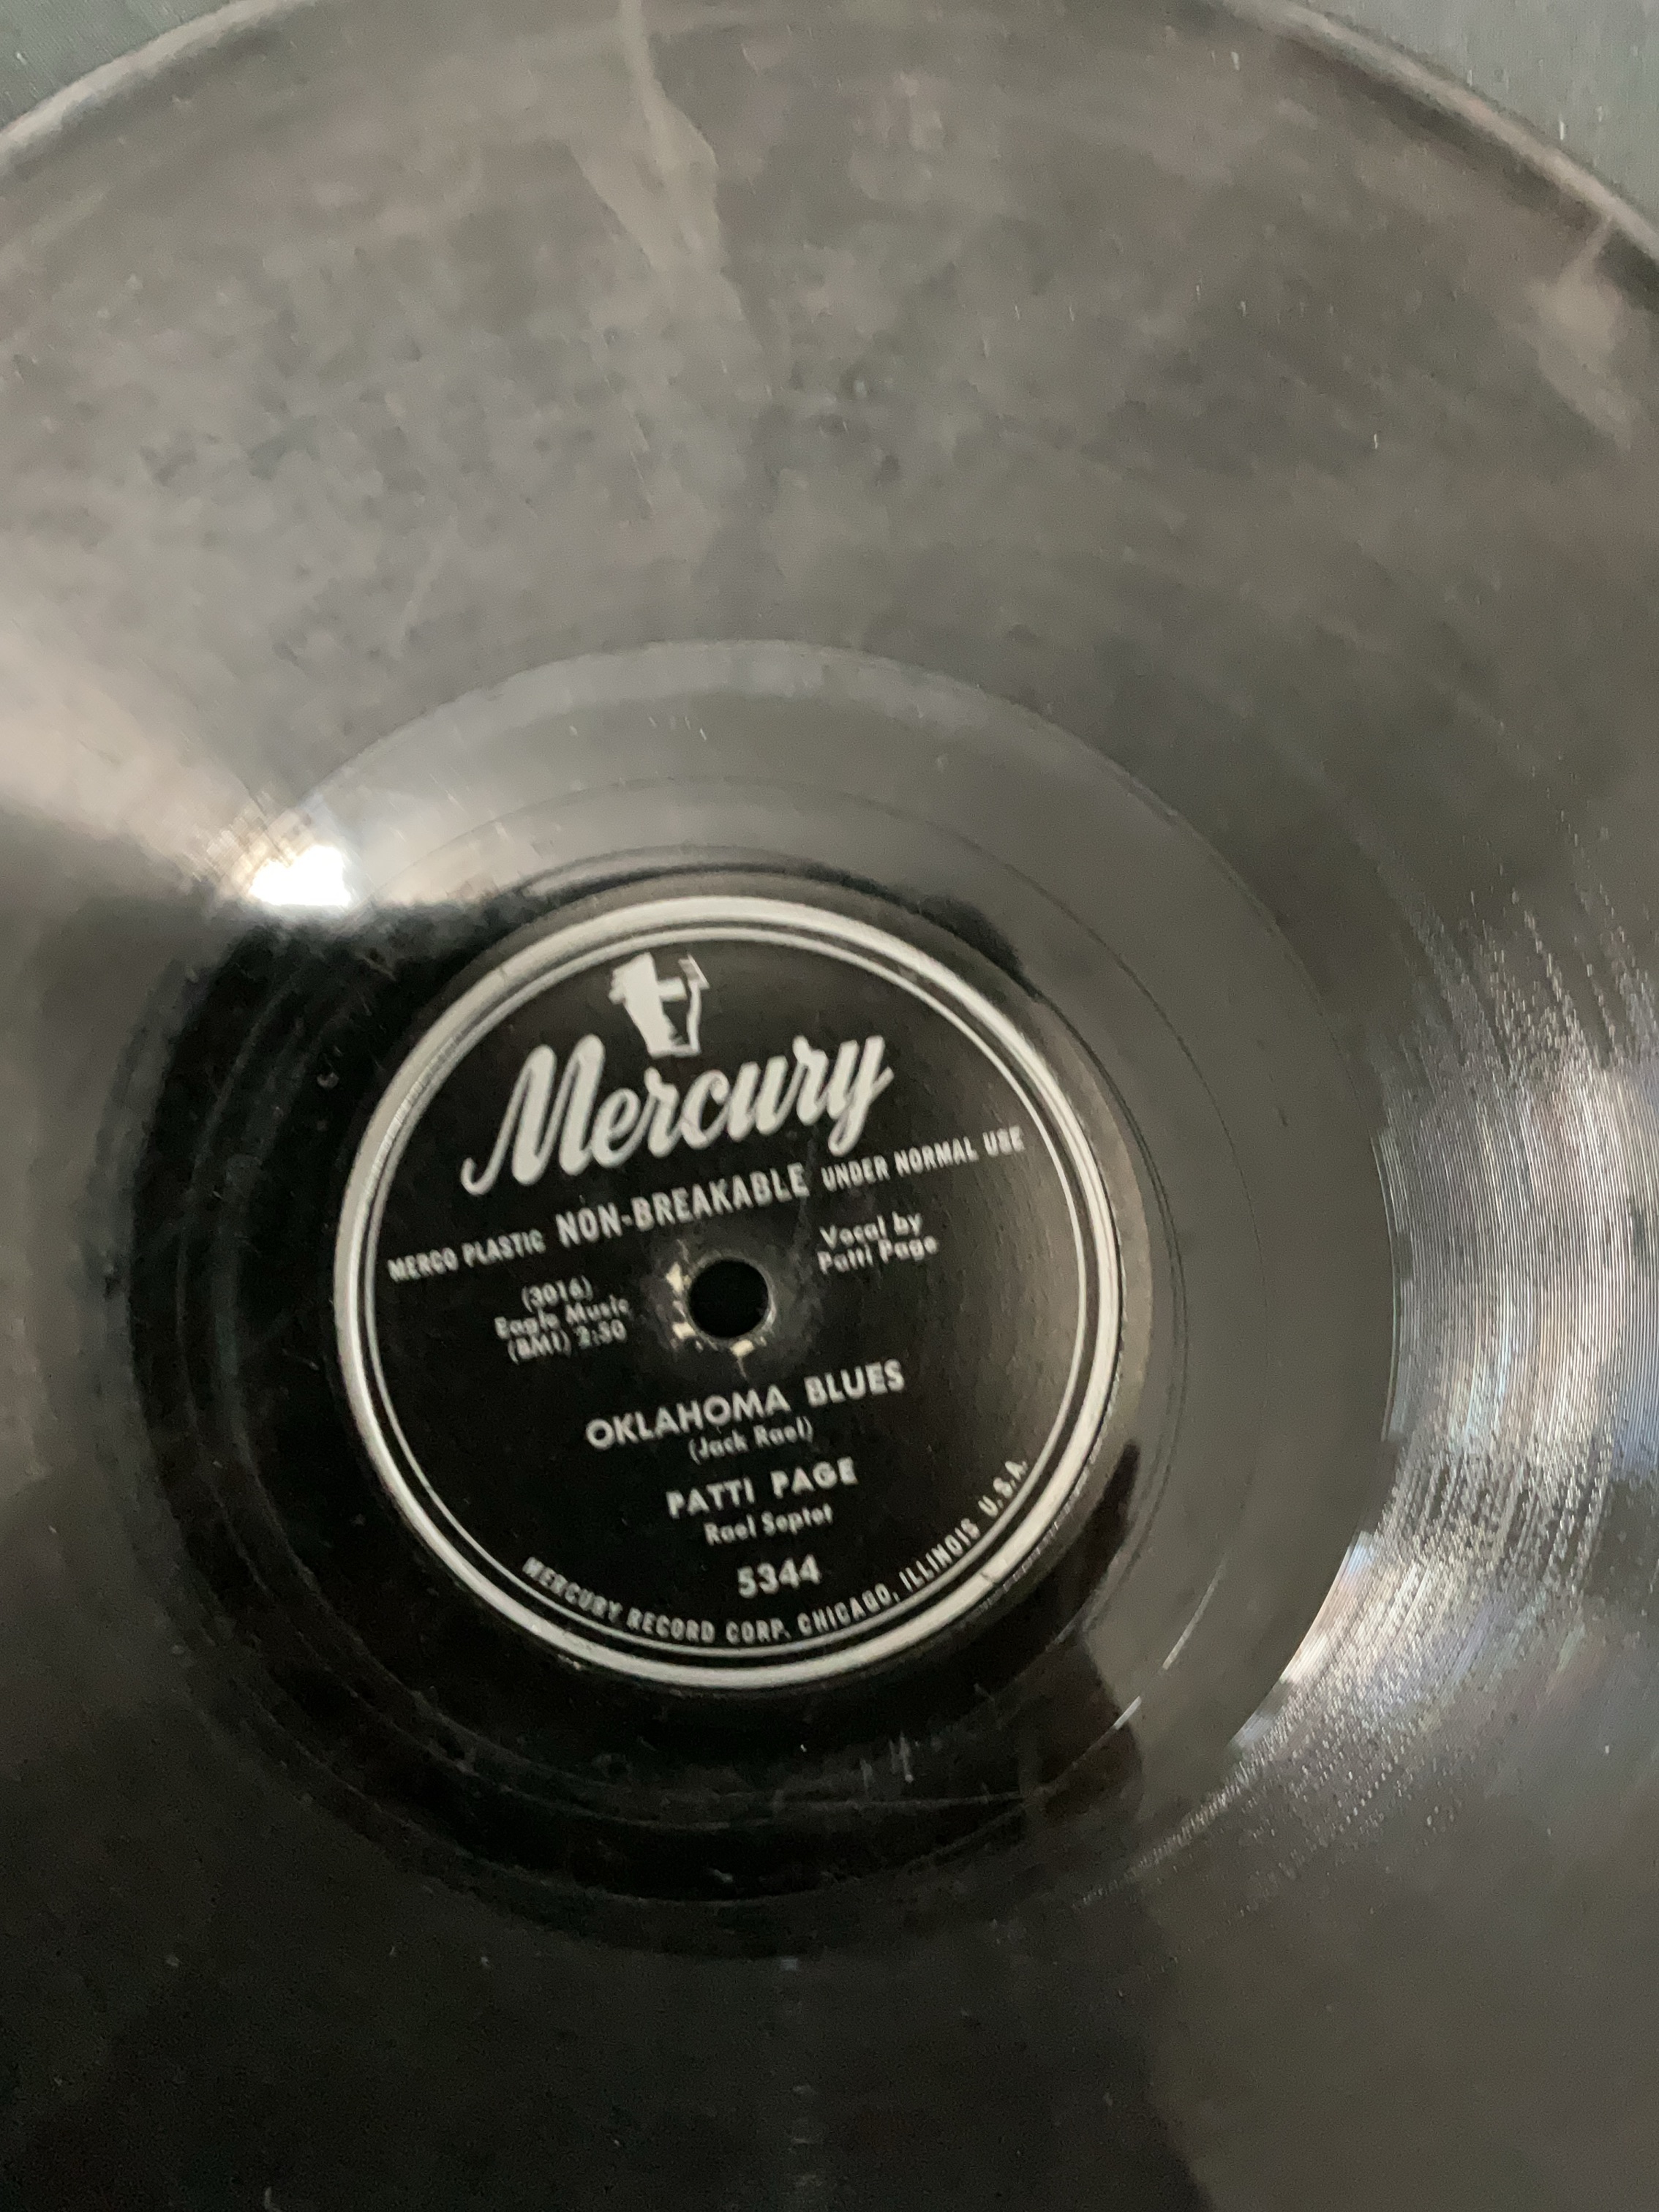 Mercury
MERCO PLASTIC NON-BREAKABLE UNDER NORMAL USE
Vocal by
Patti Page
(3016)
Eagle Music
(BMI) 2:50
OKLAHOMA BLUES
(Jack Rael)
PATTI PAGE
Rael Septet
5344
MERCURY RECORD CORP. CHICAGO, ILLINOIS U.S.A.